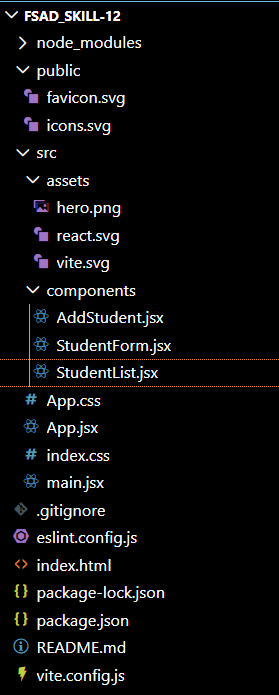 FSAD_SKILL-12
node_modules
public
favicon.svg
icons.svg
src
assets
hero.png
react.svg
vite.svg
components
AddStudent.jsx
StudentForm.jsx
StudentList.jsx
# App.css
App.jsx
# index.css
main.jsx
.gitignore
eslint.config.js
<> index.html
{} package-lock.json
{} package.json
README.md
vite.config.js